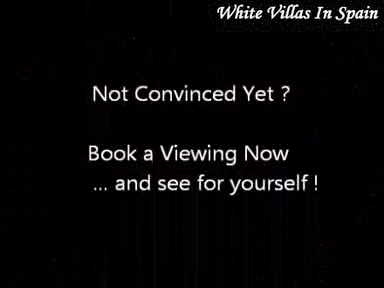 White Villas In Spain
Not Convinced Yet ?
Book a Viewing Now
... and see for yourself !